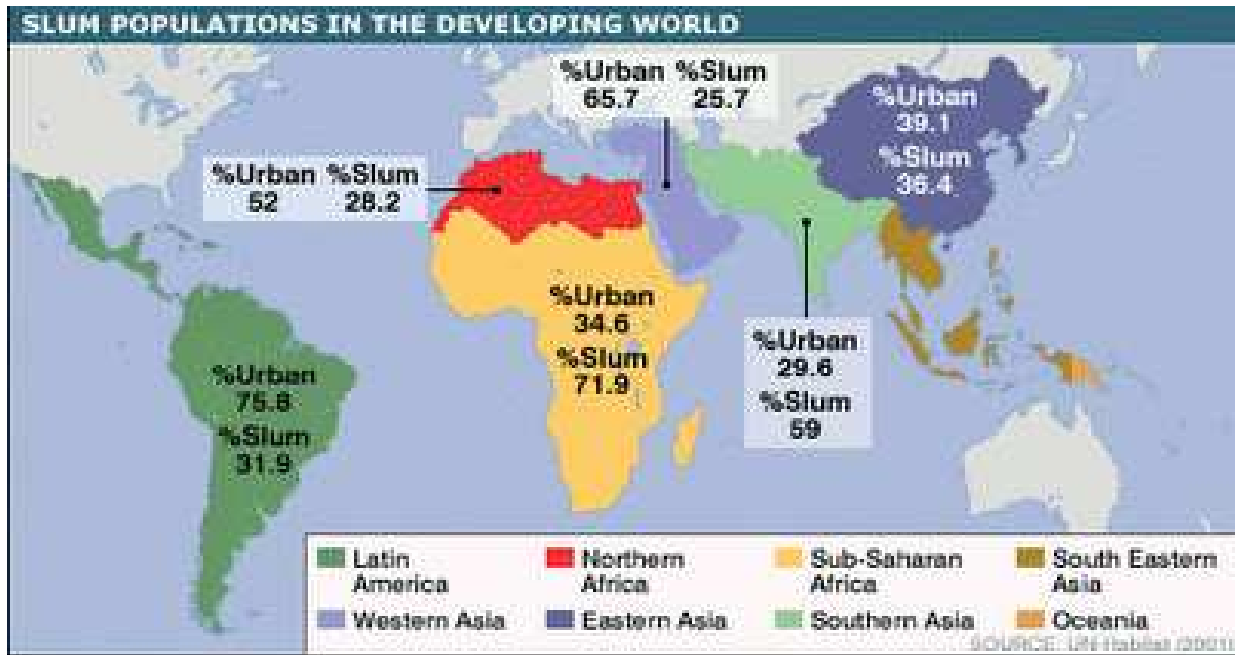 SLUM POPULATIONS IN THE DEVELOPING WORLD
%Urban %Slum
65.7 25.7
%Urban
39.1
%Slum
36.4
%Urban %Slum
52 28.2
%Urban
34.6
%Slum
71.9
%Urban
29.6
%Slum
59
%Urban
75.8
%Slum
31.9
Latin
America
Northern
Africa
Sub-Saharan
Africa
South Eastern
Asia
Western Asia
Eastern Asia
Southern Asia
Oceania
SOURCE: UN Habitat (2001)